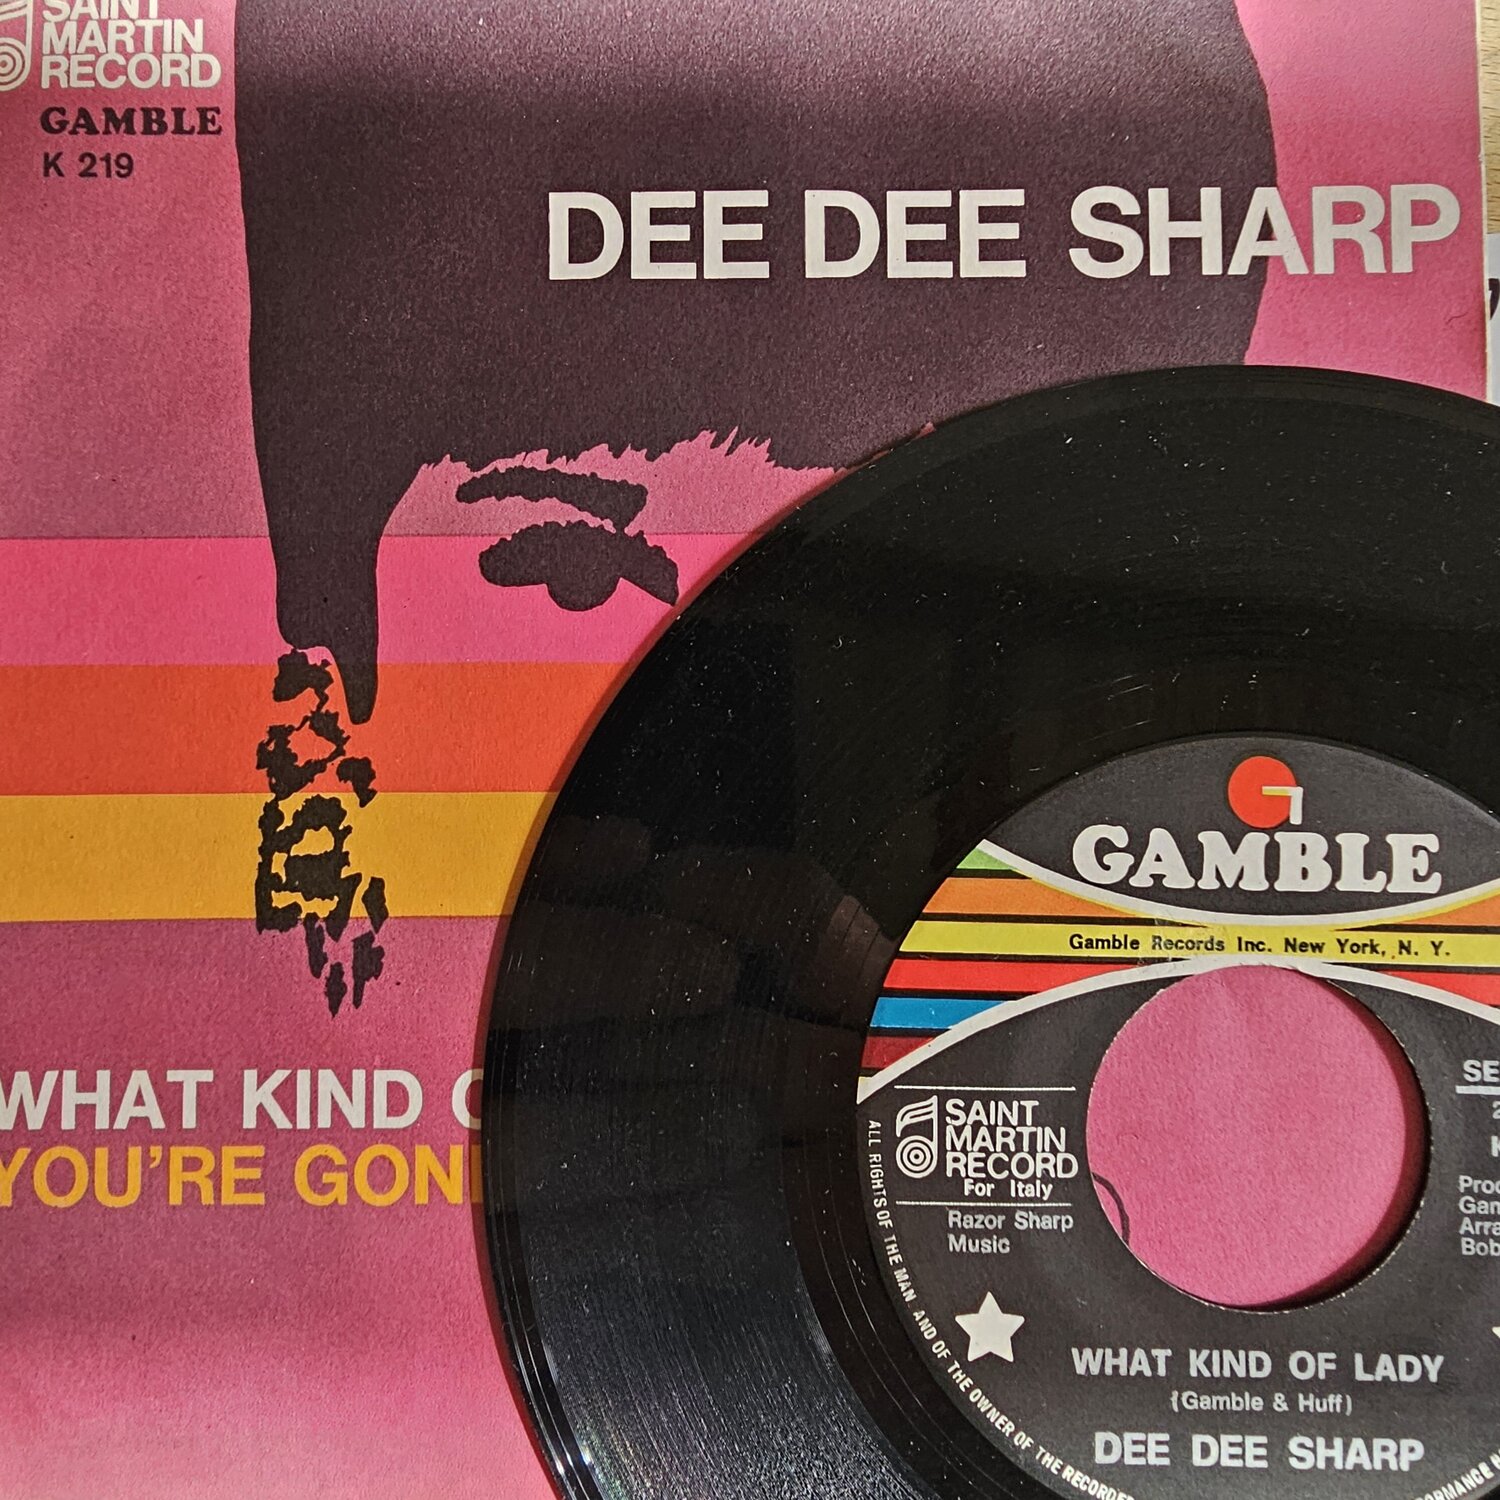 SAINT
MARTIN
RECORD
GAMBLE
K 219
DEE DEE SHARP
WHAT KIND
YOU'RE
GAMBLE
Gamble Records Inc. New York, N. Y.
SAINT
MARTIN
RECORD
For Italy
Razor Sharp
Music
ALL RIGHTS OF THE MAN. AND OF THE OWNER OF THE
WHAT KIND OF LADY
(Gamble & Huff)
DEE DEE SHARP